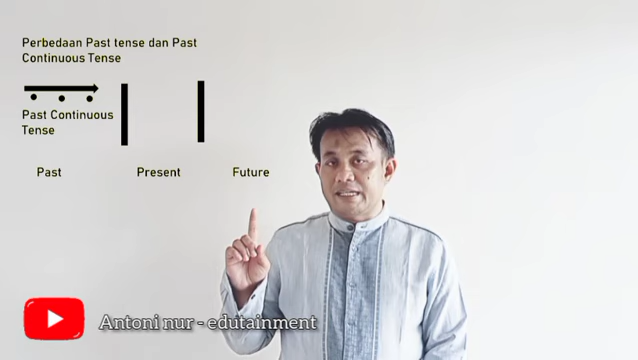 Perbedaan Past tense dan Past
Continuous Tense
Past Continuous
Tense
Past
Present
Future
Antoni nur - edutainment